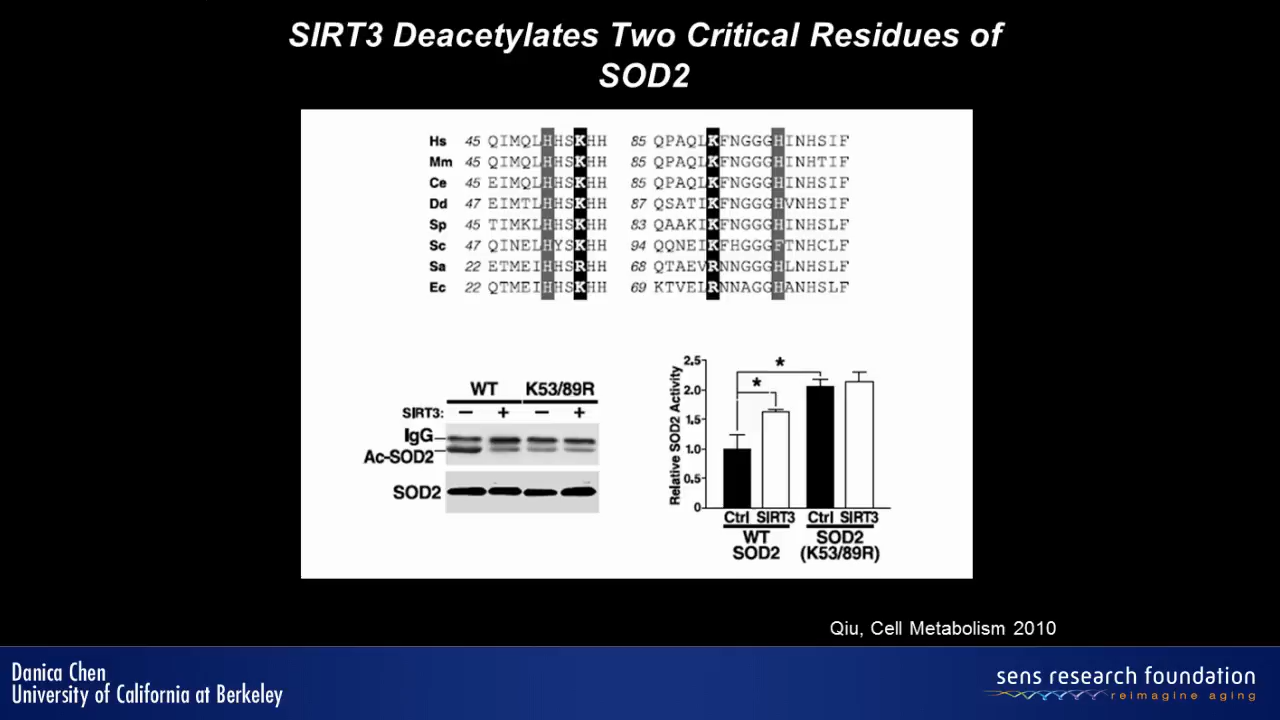 SIRT3 Deacetylates Two Critical Residues of
SOD2
Hs 45 QIMQLHHSKHH 85 QPAQLKFNGGGHINHSIF
Mm 45 QIMQLHHSKHH 85 QPAQLKFNGGGHINHTIF
Ce 45 EIMQLHHSKHH 85 QPAQLKFNGGGHINHSIF
Dd 47 EIMTLHHSKHH 87 QSATIKFNGGGHVNHSIF
Sp 45 TIMKLHHSKHH 83 QAAKIKFNGGGHINHSLF
Sc 47 QINELHYSKHH 94 QQNEIKFHGGGFTNHCLF
Sa 22 ETMEIHHSRHH 68 QTAEVRNNGGGHLNHSLF
Ec 22 QTMEIHHSKHH 69 KTVELRNNAGGHANHSLF
WT K53/89R
SIRT3: − + − +
IgG
Ac-SOD2
SOD2
Relative SOD2 Activity
2.5
2.0
1.5
1.0
0.5
0
* *
Ctrl SIRT3 Ctrl SIRT3
WT SOD2
SOD2 (K53/89R)
Qiu, Cell Metabolism 2010
Danica Chen
University of California at Berkeley
sens research foundation
reimagine aging